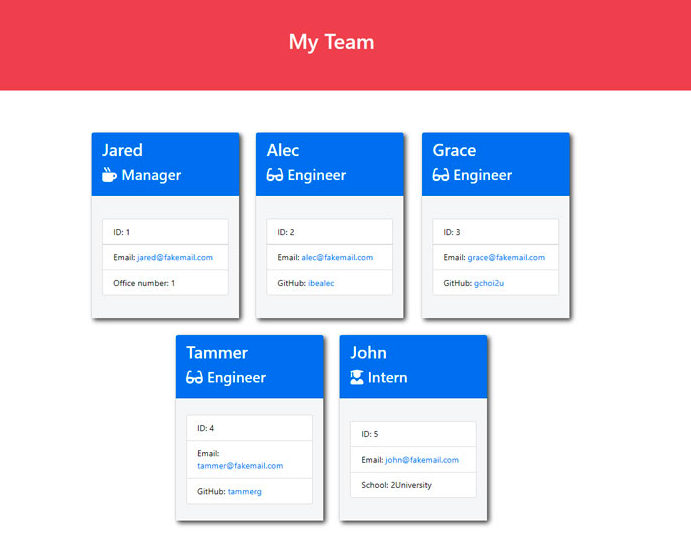 My Team
Jared
Manager
ID: 1
Email: jared@fakemail.com
Office number: 1
Alec
Engineer
ID: 2
Email: alec@fakemail.com
GitHub: ibealec
Grace
Engineer
ID: 3
Email: grace@fakemail.com
GitHub: gchoi2u
Tammer
Engineer
ID: 4
Email:
tammer@fakemail.com
GitHub: tammerg
John
Intern
ID: 5
Email: john@fakemail.com
School: 2University